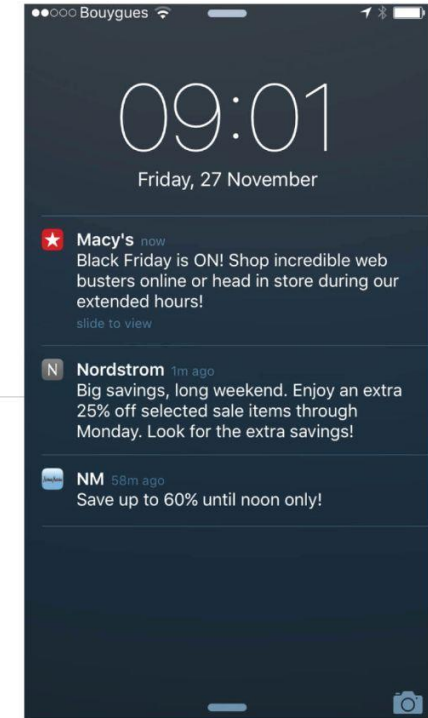 Bouygues
09:01
Friday, 27 November
Macy's now
Black Friday is ON! Shop incredible web
busters online or head in store during our
extended hours!
slide to view
N Nordstrom 1m ago
Big savings, long weekend. Enjoy an extra
25% off selected sale items through
Monday. Look for the extra savings!
NM 58m ago
Save up to 60% until noon only!